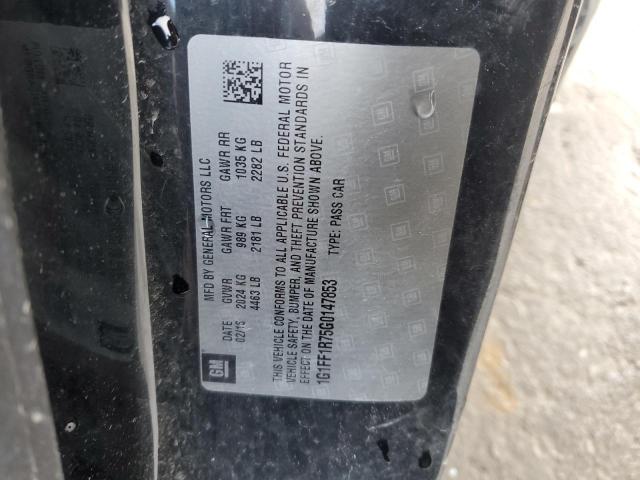 MFD BY GENERAL MOTORS LLC
DATE GVWR GAWR FRT GAWR RR
02/15 2024 KG 989 KG 1035 KG
4463 LB 2181 LB 2282 LB
THIS VEHICLE CONFORMS TO ALL APPLICABLE U.S. FEDERAL MOTOR
VEHICLE SAFETY, BUMPER, AND THEFT PREVENTION STANDARDS IN
EFFECT ON THE DATE OF MANUFACTURE SHOWN ABOVE.
1G1FF1R75G0147853 TYPE: PASS CAR
GM